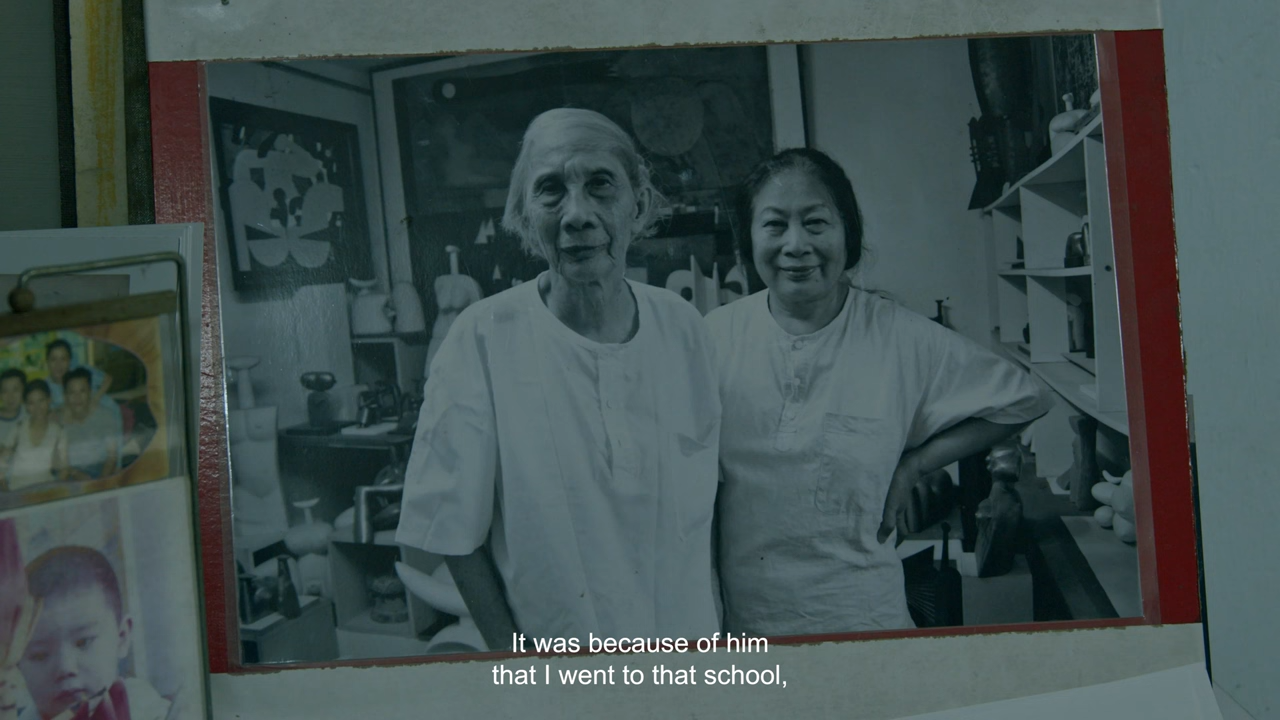 It was because of him
that I went to that school,